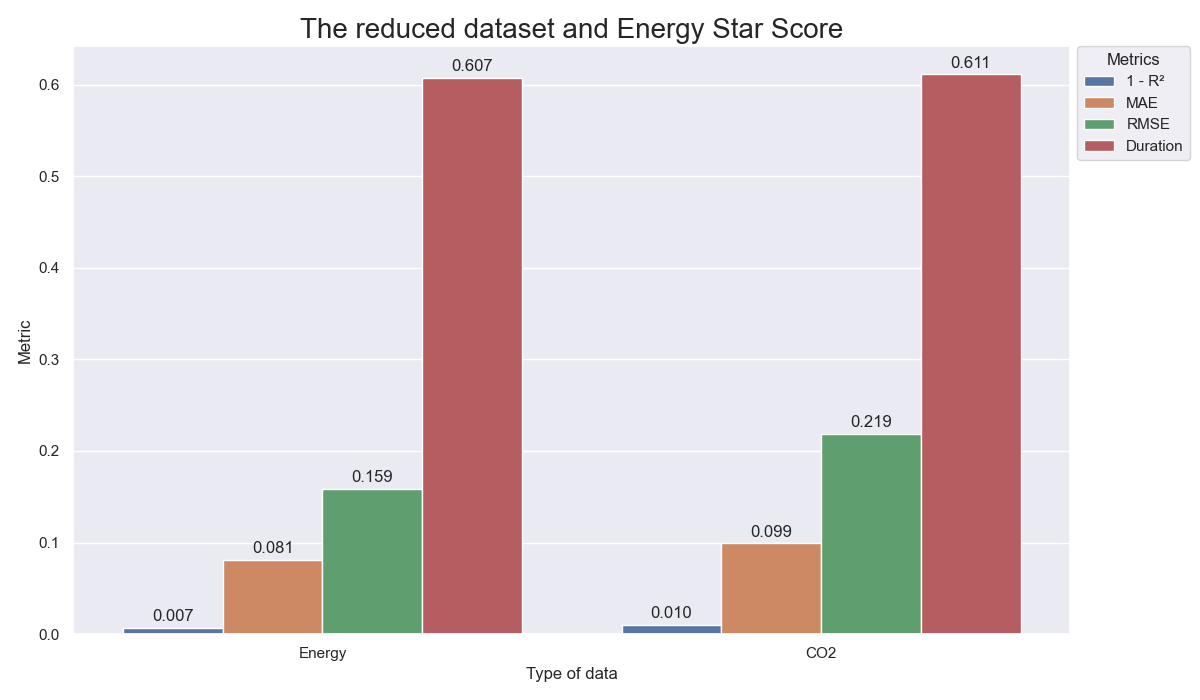 The reduced dataset and Energy Star Score
Metrics
1 - R²
MAE
RMSE
Duration
Metric
0.6
0.5
0.4
0.3
0.2
0.1
0.0
0.007
0.081
0.159
0.607
0.010
0.099
0.219
0.611
Energy
CO2
Type of data